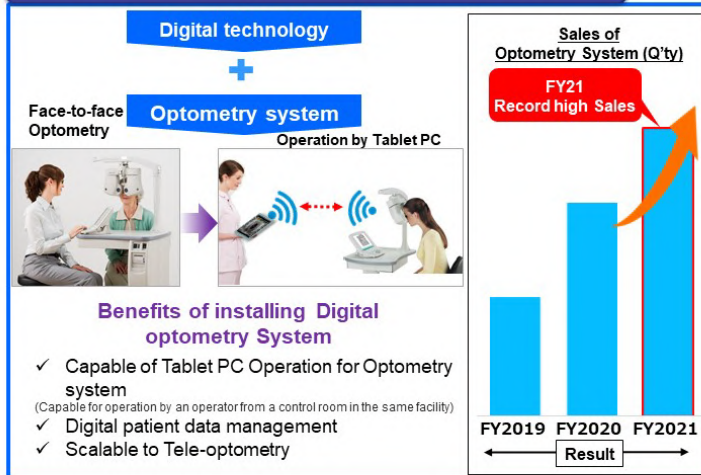 Digital technology
+
Optometry system
Face-to-face
Optometry
Operation by Tablet PC
Benefits of installing Digital
optometry System
✓ Capable of Tablet PC Operation for Optometry
system
(Capable for operation by an operator from a control room in the same facility)
✓ Digital patient data management
✓ Scalable to Tele-optometry
Sales of
Optometry System (Q'ty)
FY21
Record high Sales
FY2019 FY2020 FY2021
Result